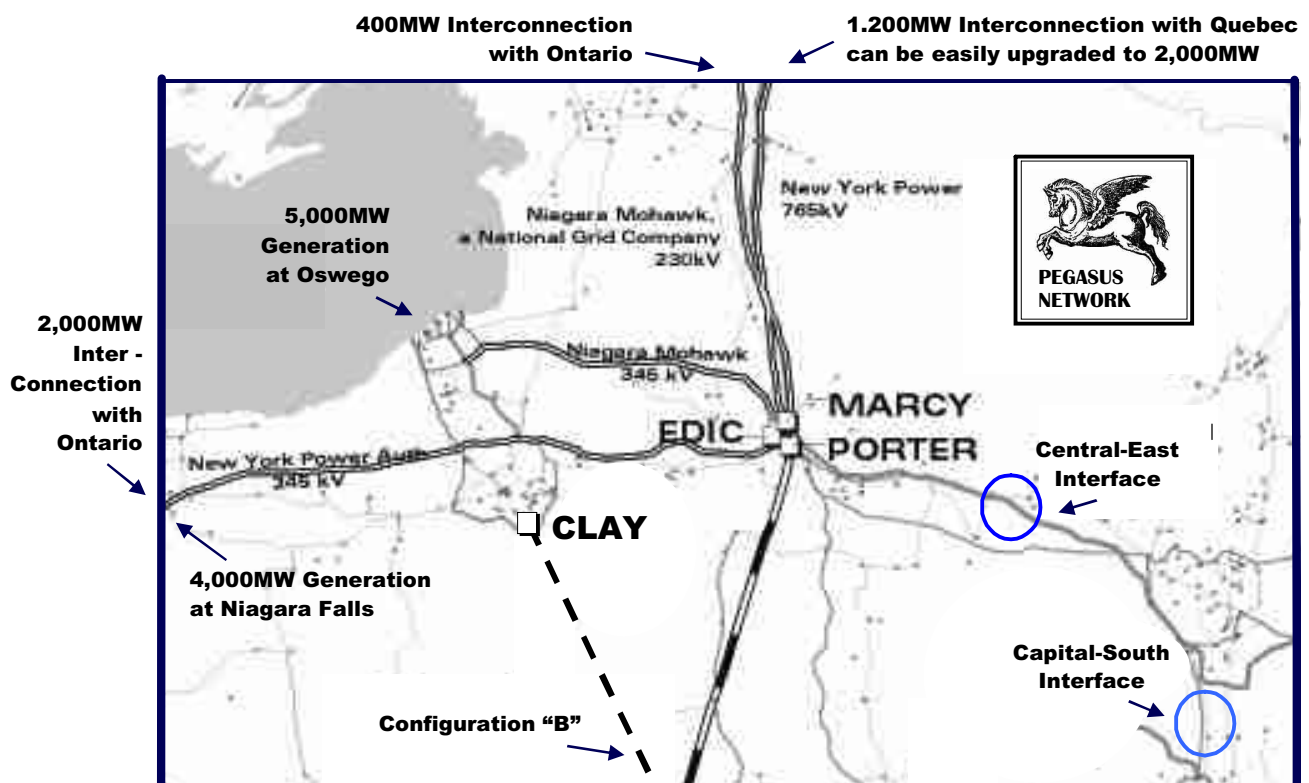 400MW Interconnection
with Ontario
1.200MW Interconnection with Quebec
can be easily upgraded to 2,000MW
5,000MW
Generation
at Oswego
Niagara Mohawk,
a National Grid Company
230kV
New York Power
765kV
PEGASUS
NETWORK
2,000MW
Inter -
Connection
with
Ontario
Niagara Mohawk
345 kV
MARCY
EDIC
PORTER
Central-East
Interface
New York Power Auth
345 kV
CLAY
4,000MW Generation
at Niagara Falls
Capital-South
Interface
Configuration “B”